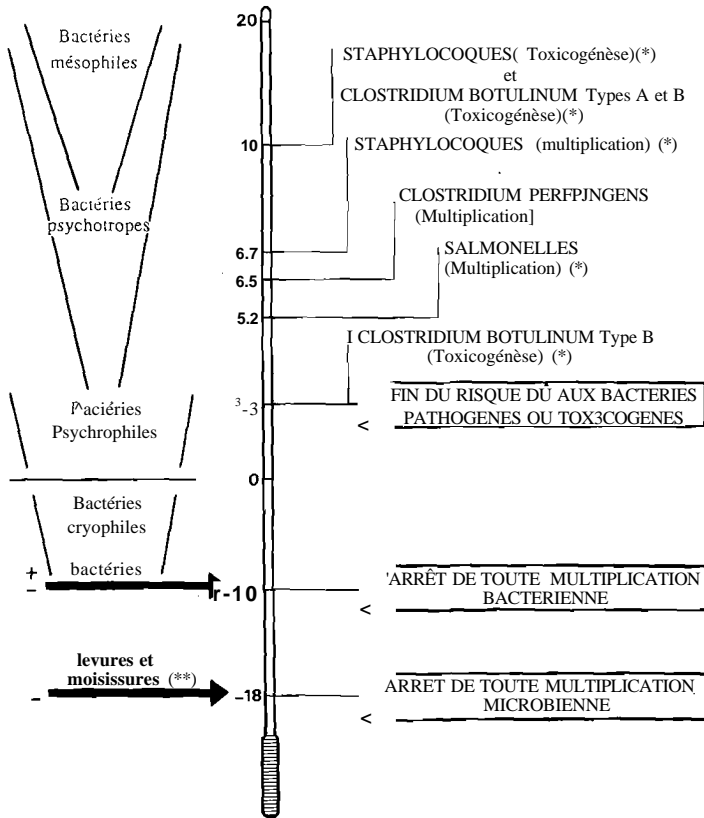 20
Bactéries
mésophiles
STAPHYLOCOQUES( Toxicogénèse)(*)
et
CLOSTRIDIUM BOTULINUM Types A et B
(Toxicogénèse)(*)
10
STAPHYLOCOQUES (multiplication) (*)
CLOSTRIDIUM PERFPJNGENS
(Multiplication]
Bactéries
psychotropes
6.7
SALMONELLES
(Multiplication) (*)
6.5
5.2
I CLOSTRIDIUM BOTULINUM Type B
(Toxicogénèse) (*)
3-3
FIN DU RISQUE DÛ AUX BACTERIES
PATHOGENES OU TOX3COGENES
<
Paciéries
Psychrophiles
0
Bactéries
cryophiles
bactéries
+
-
r-10
'ARRÊT DE TOUTE MULTIPLICATION
BACTERIENNE
<
levures et
moisissures (**)
-
-18
ARRET DE TOUTE MULTIPLICATION
MICROBIENNE
<